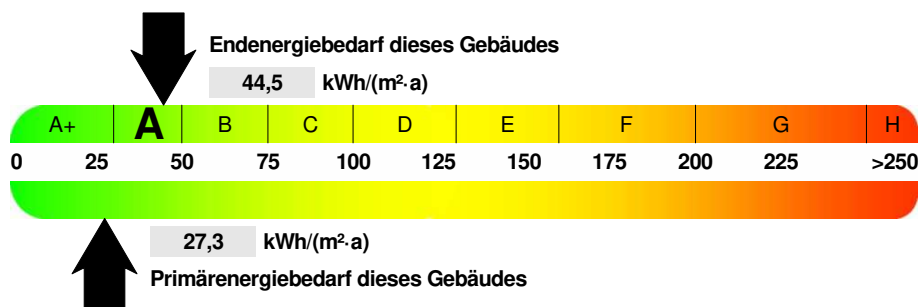 Endenergiebedarf dieses Gebäudes
44,5 kWh/(m²·a)
A+ A B C D E F G H
0 25 50 75 100 125 150 175 200 225 >250
27,3 kWh/(m²·a)
Primärenergiebedarf dieses Gebäudes